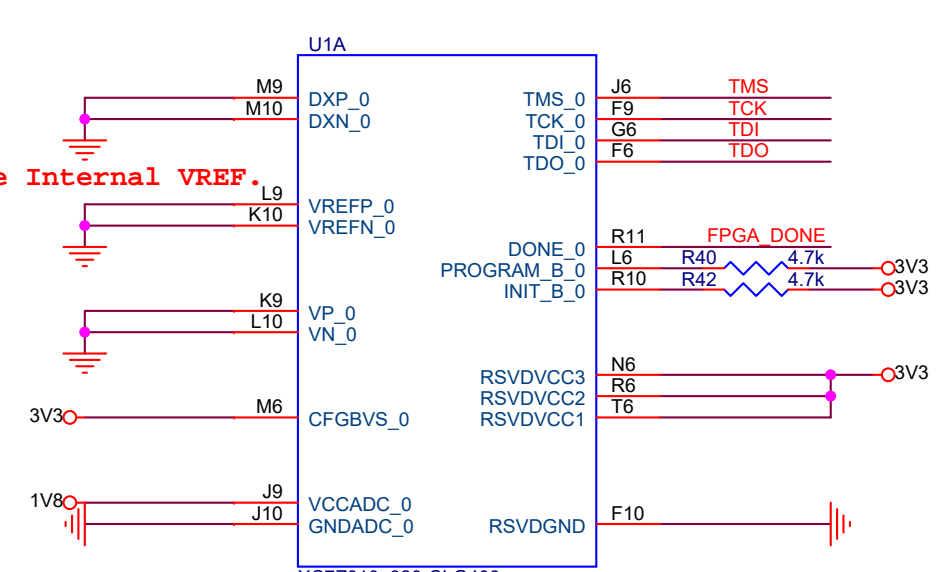 U1A
M9 DXP_0 TMS_0 J6 TMS
M10 DXN_0 TCK_0 F9 TCK
TDI_0 G6 TDI
TDO_0 F6 TDO
Internal VREF.
L9 VREFP_0
K10 VREFN_0
DONE_0 R11 FPGA_DONE
PROGRAM_B_0 L6 R40 4.7k 3V3
INIT_B_0 R10 R42 4.7k 3V3
K9 VP_0
L10 VN_0
RSVDVCC3 N6 3V3
RSVDVCC2 R6
3V3 M6 CFGBVS_0 RSVDVCC1 T6
1V8 J9 VCCADC_0
J10 GNDADC_0 RSVDGND F10